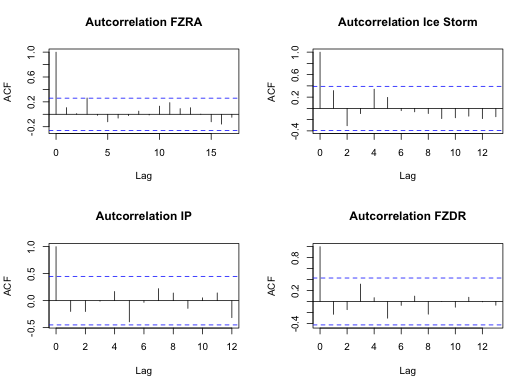 Autocorrelation FZRA
ACF
1.0
0.6
0.2
-0.2
0 5 10 15
Lag
Autocorrelation Ice Storm
ACF
1.0
0.6
0.2
-0.4
0 2 4 6 8 10 12
Lag
Autocorrelation IP
ACF
1.0
0.5
0.0
-0.5
0 2 4 6 8 10 12
Lag
Autocorrelation FZDR
ACF
0.8
0.2
-0.4
0 2 4 6 8 10 12
Lag